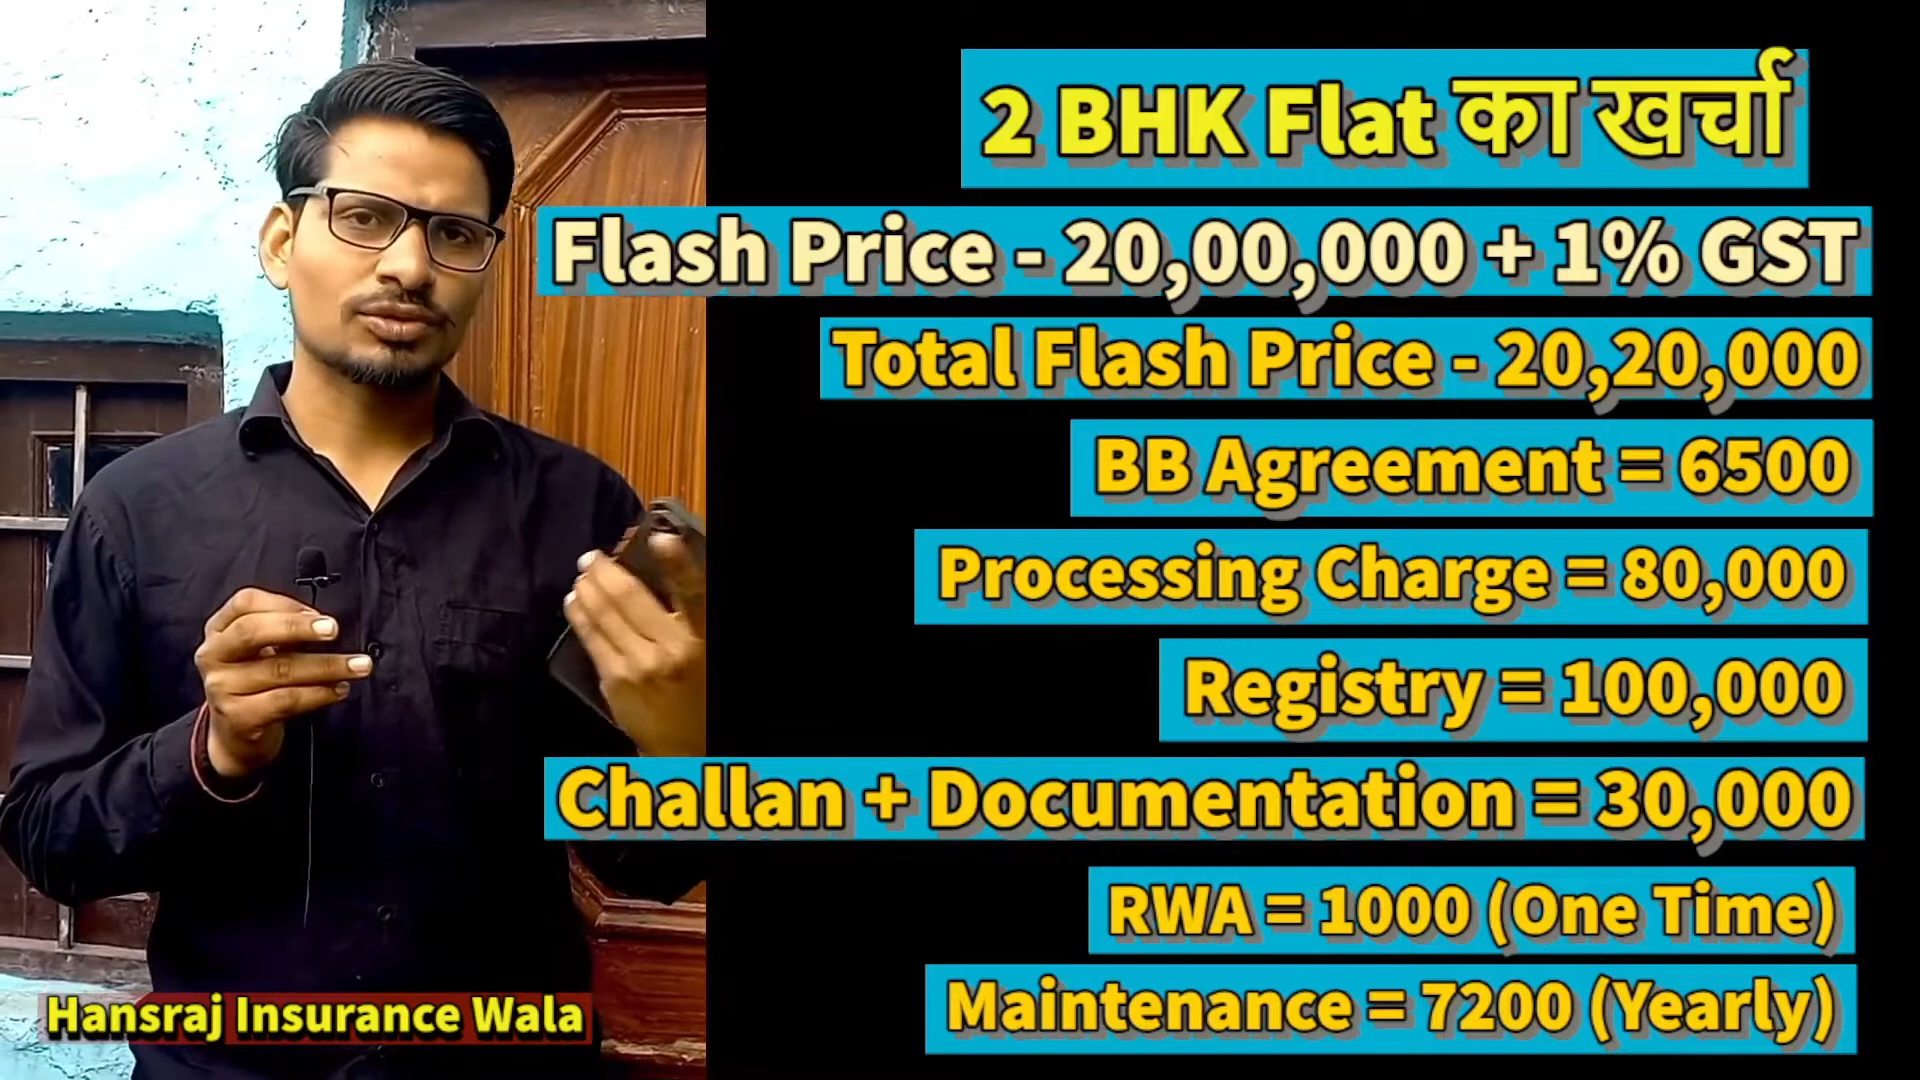 2 BHK Flat का खर्चा
Flash Price - 20,00,000 + 1% GST
Total Flash Price - 20,20,000
BB Agreement = 6500
Processing Charge = 80,000
Registry = 100,000
Challan + Documentation = 30,000
RWA = 1000 (One Time)
Maintenance = 7200 (Yearly)
Hansraj Insurance Wala